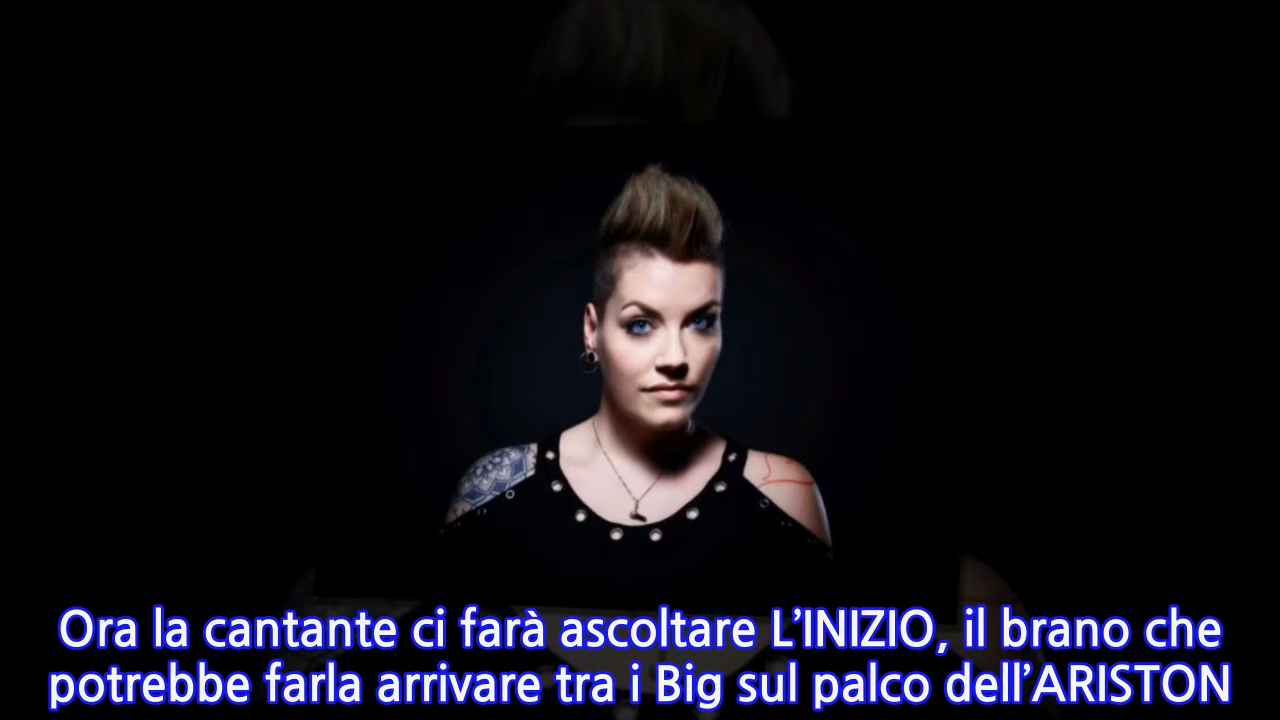 Ora la cantante ci farà ascoltare L’INIZIO, il brano che
potrebbe farla arrivare tra i Big sul palco dell’ARISTON